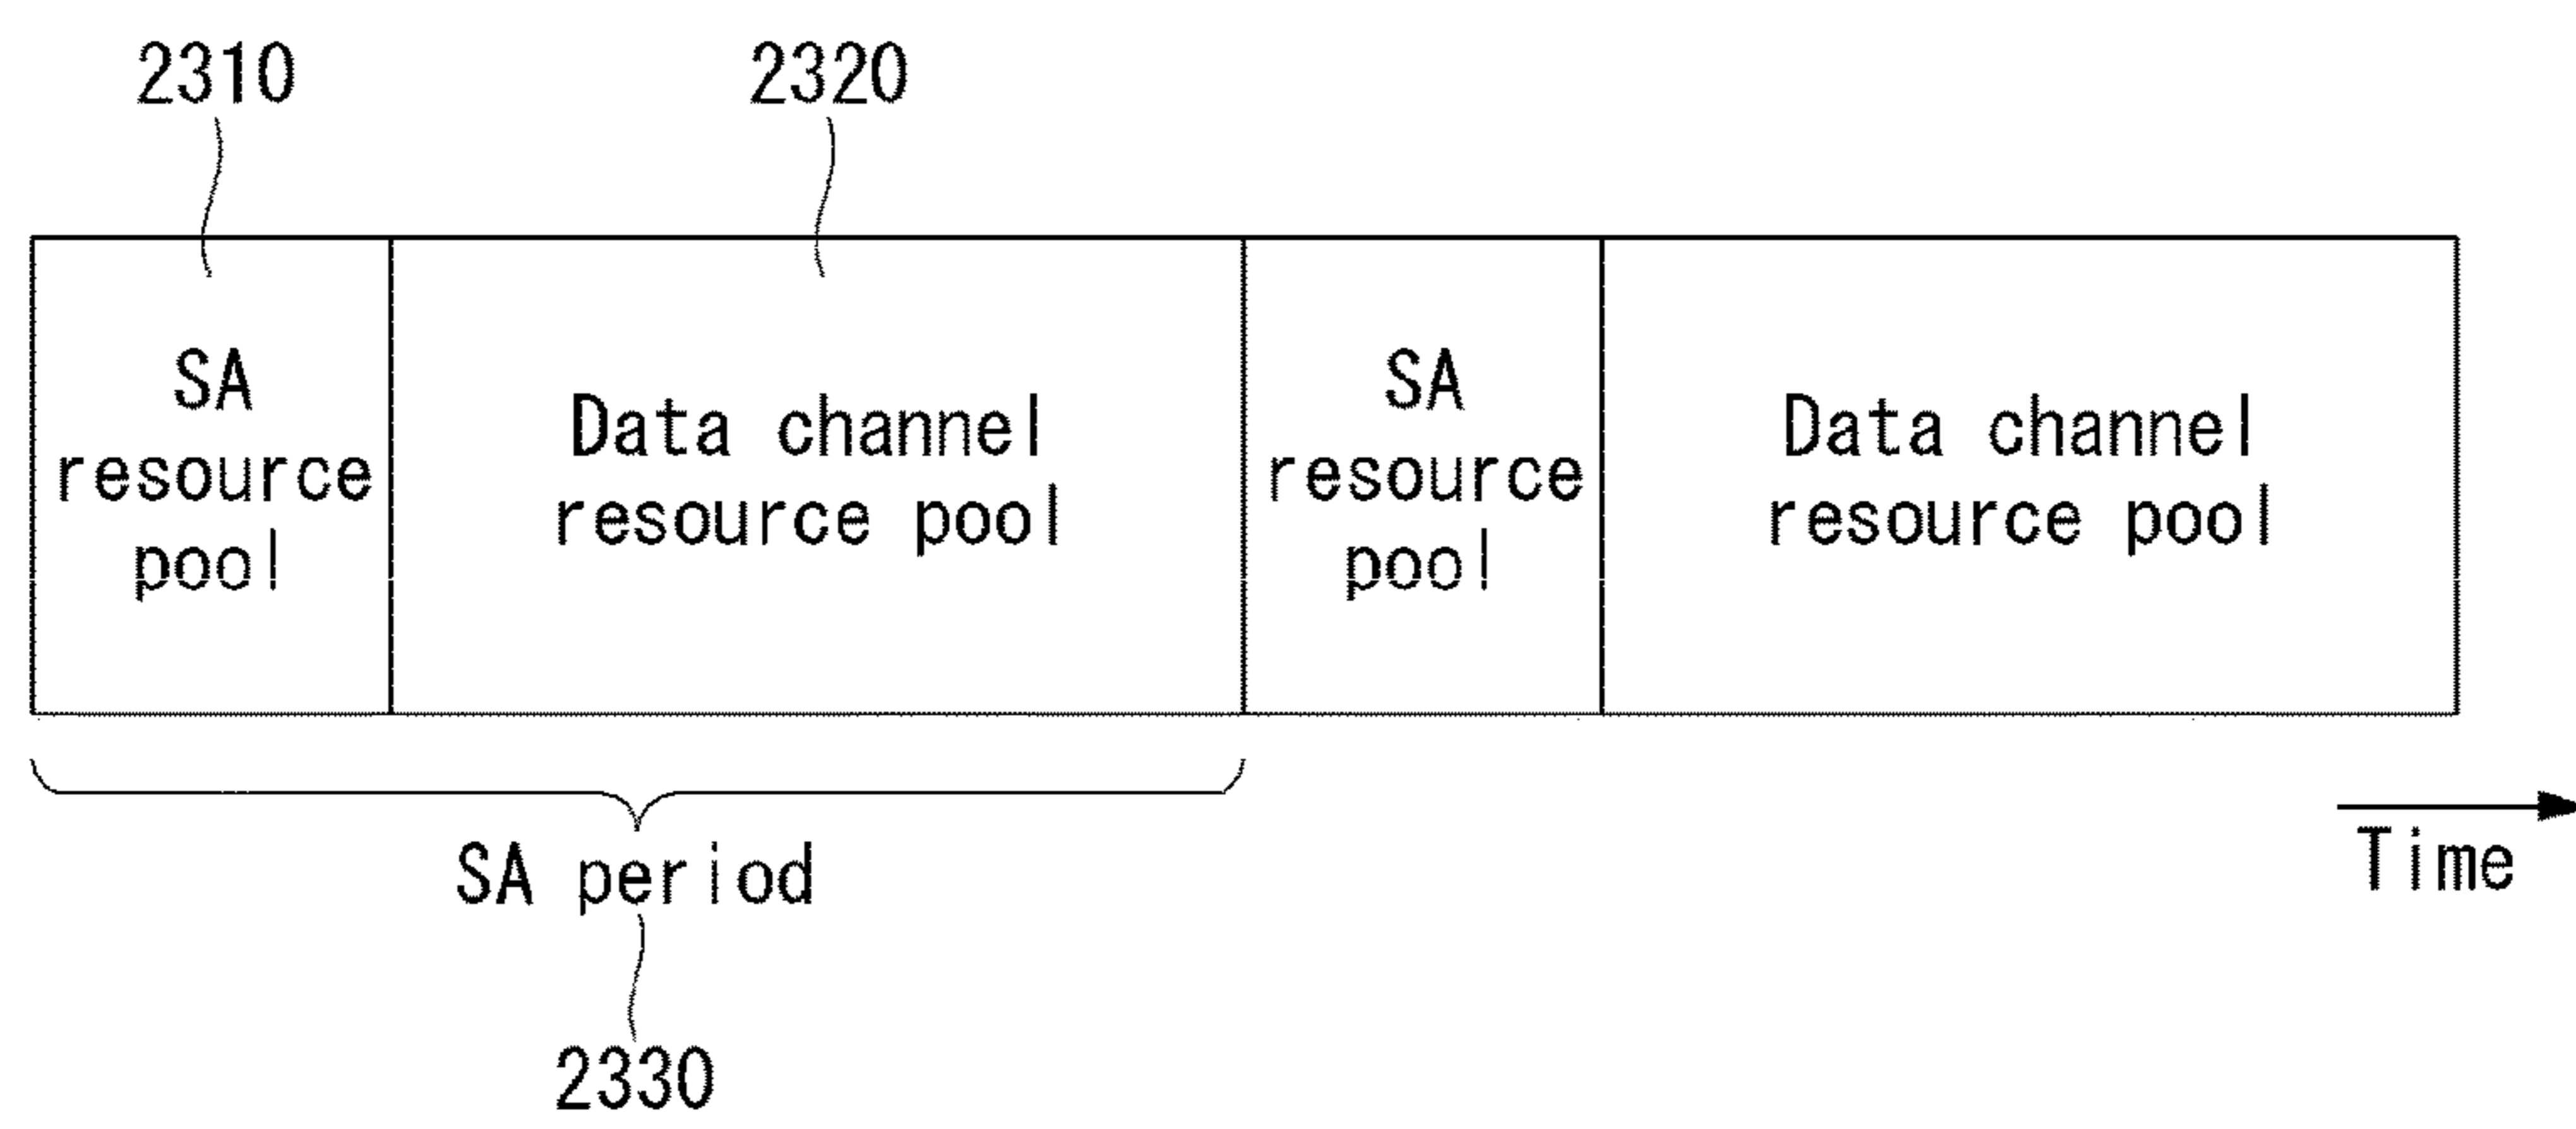 2310
2320
SA
resource
pool
Data channel
resource pool
SA
resource
pool
Data channel
resource pool
SA period
Time
2330